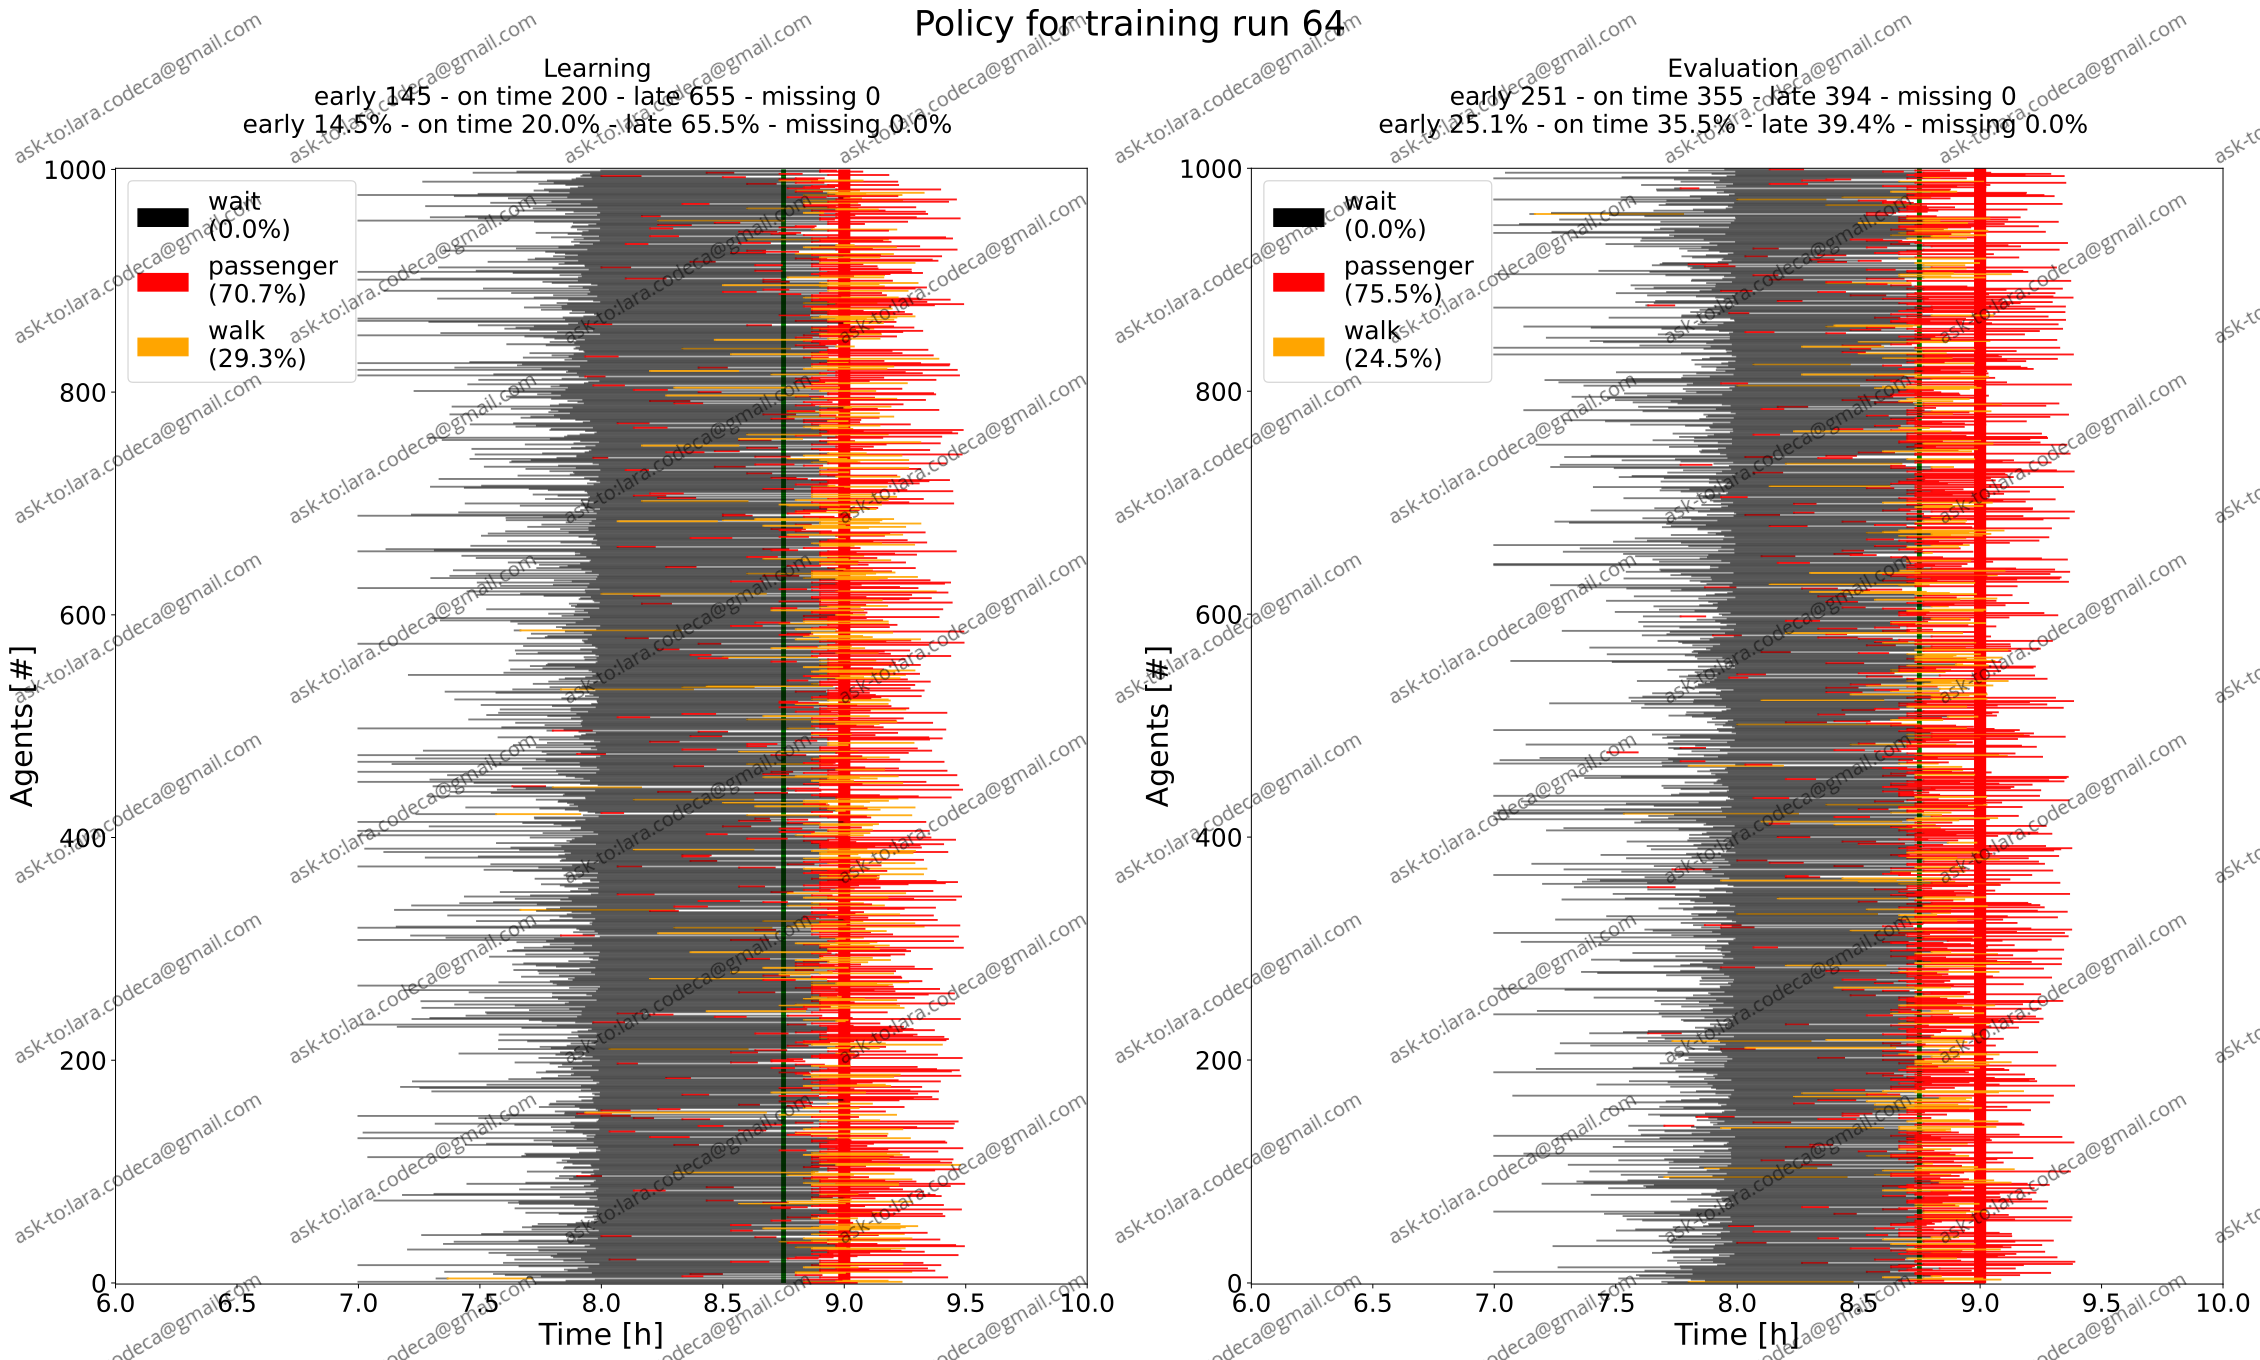 Policy for training run 64
Learning
early 145 - on time 200 - late 655 - missing 0
early 14.5% - on time 20.0% - late 65.5% - missing 0.0%
1000
800
600
400
200
0
Agents [#]
wait
(0.0%)
passenger
(70.7%)
walk
(29.3%)
6.0 6.5 7.0 7.5 8.0 8.5 9.0 9.5 10.0
Time [h]
Evaluation
early 251 - on time 355 - late 394 - missing 0
early 25.1% - on time 35.5% - late 39.4% - missing 0.0%
1000
800
600
400
200
0
Agents [#]
wait
(0.0%)
passenger
(75.5%)
walk
(24.5%)
6.0 6.5 7.0 7.5 8.0 8.5 9.0 9.5 10.0
Time [h]
ask-to:lara.codeca@gmail.com